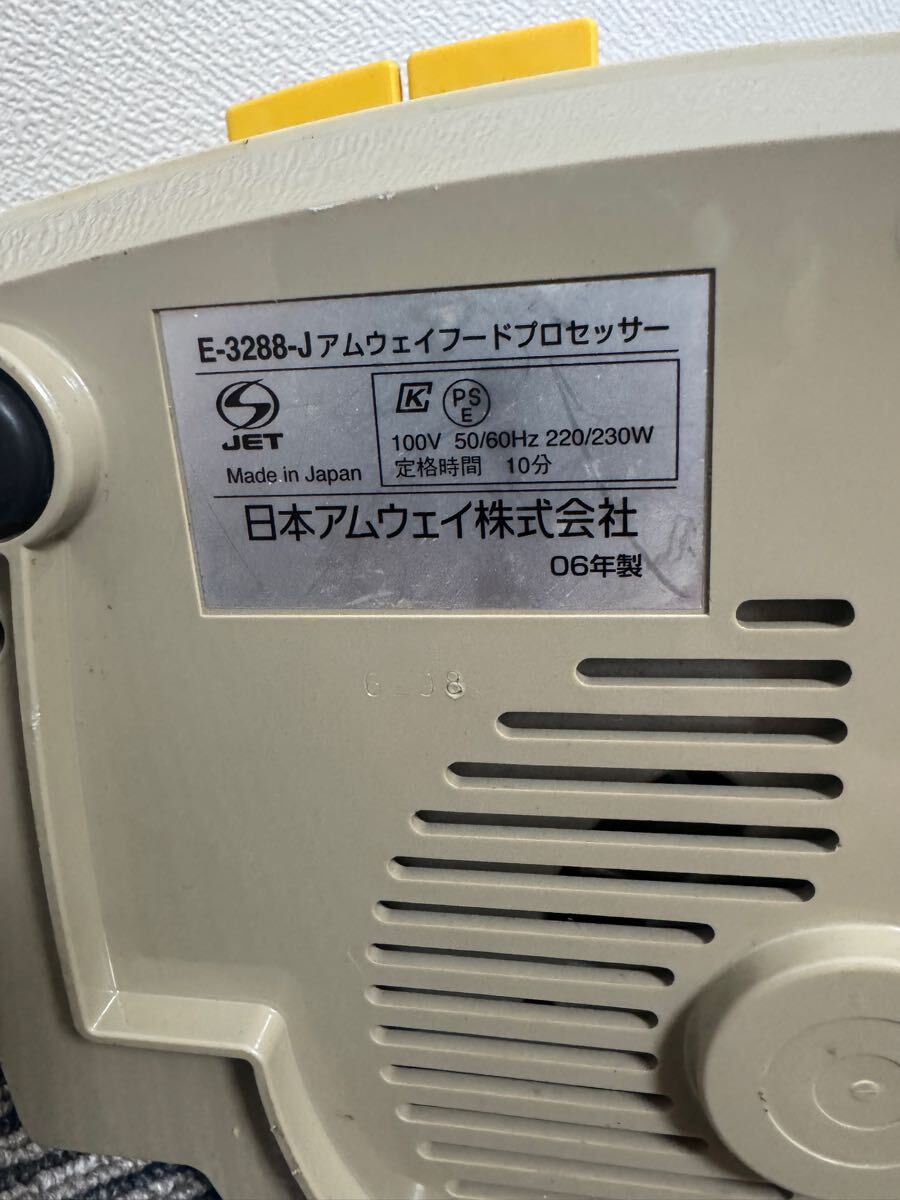 E-3288-J アムウェイフードプロセッサー
JET
Made in Japan
K PS E
100V 50/60Hz 220/230W
定格時間 10分
日本アムウェイ株式会社
06年製